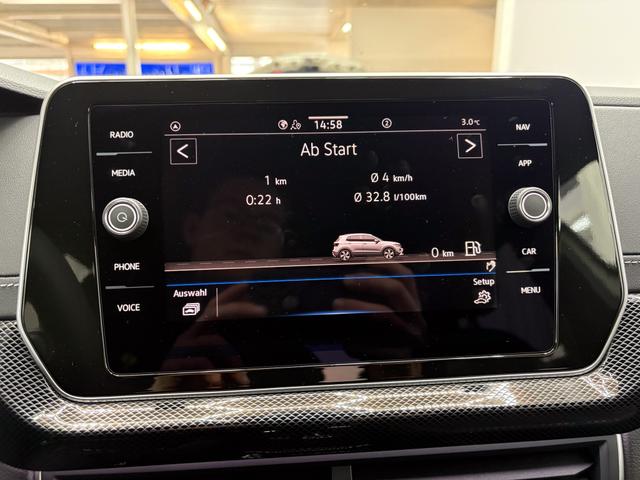 RADIO
MEDIA
PHONE
VOICE
14:58
2
3.0°C
Ab Start
1 km
Ø 4 km/h
0:22 h
Ø 32.8 l/100km
0 km
Auswahl
Setup
NAV
APP
CAR
MENU